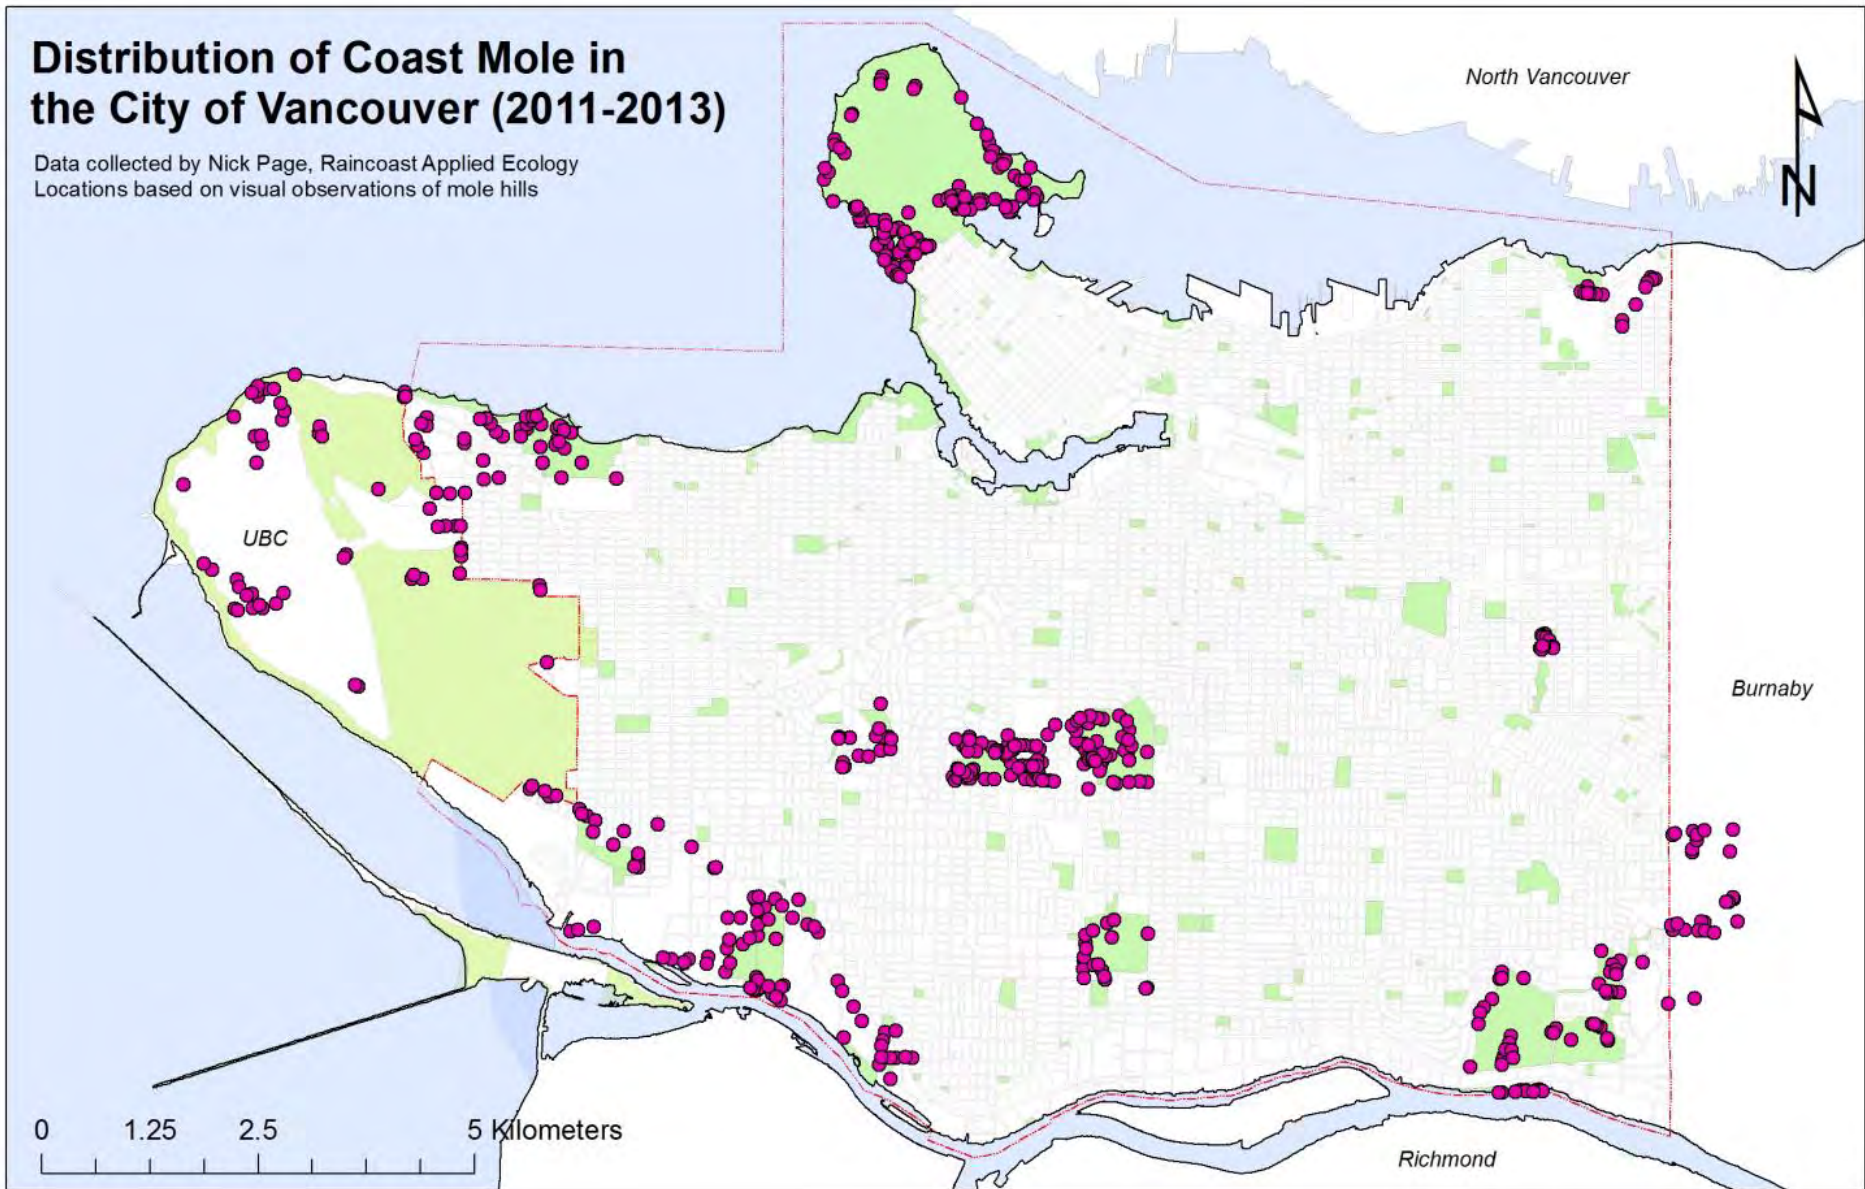 Distribution of Coast Mole in
the City of Vancouver (2011-2013)
Data collected by Nick Page, Raincoast Applied Ecology
Locations based on visual observations of mole hills
North Vancouver
N
UBC
Burnaby
0 1.25 2.5 5 Kilometers
Richmond